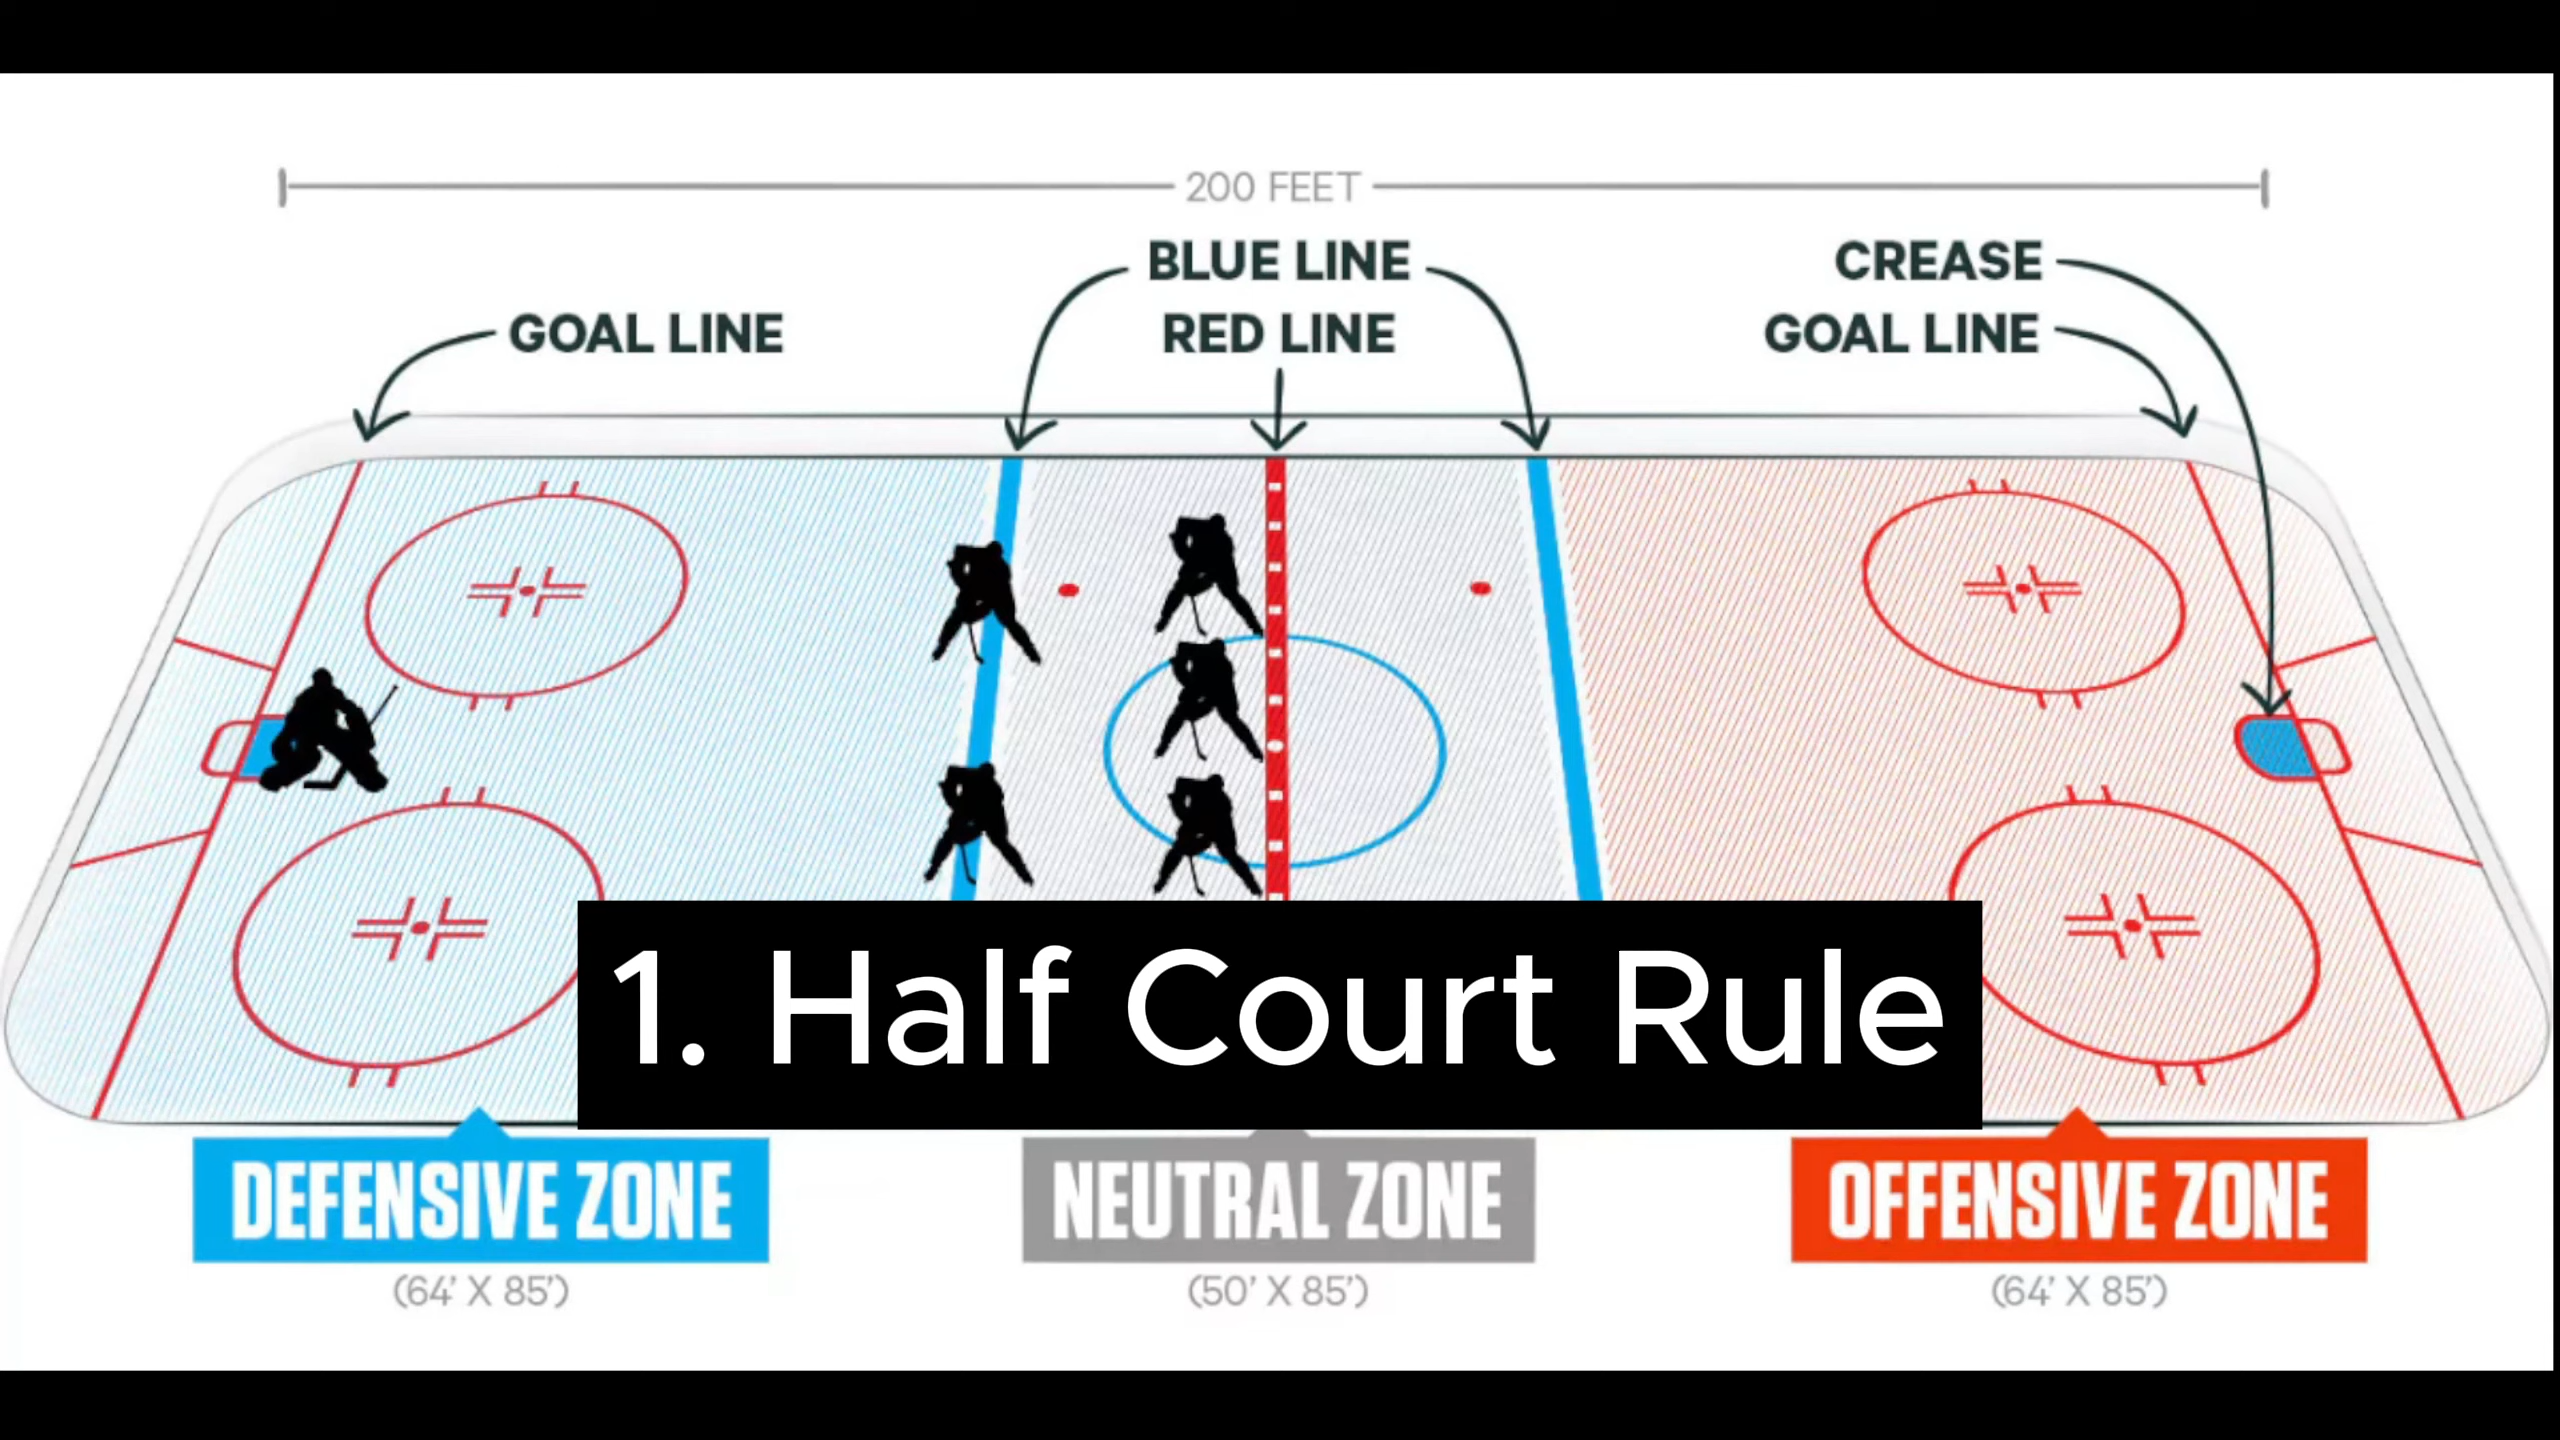 200 FEET
BLUE LINE
CREASE
GOAL LINE
RED LINE
GOAL LINE
1. Half Court Rule
DEFENSIVE ZONE
NEUTRAL ZONE
OFFENSIVE ZONE
(64' X 85')
(50' X 85')
(64' X 85')